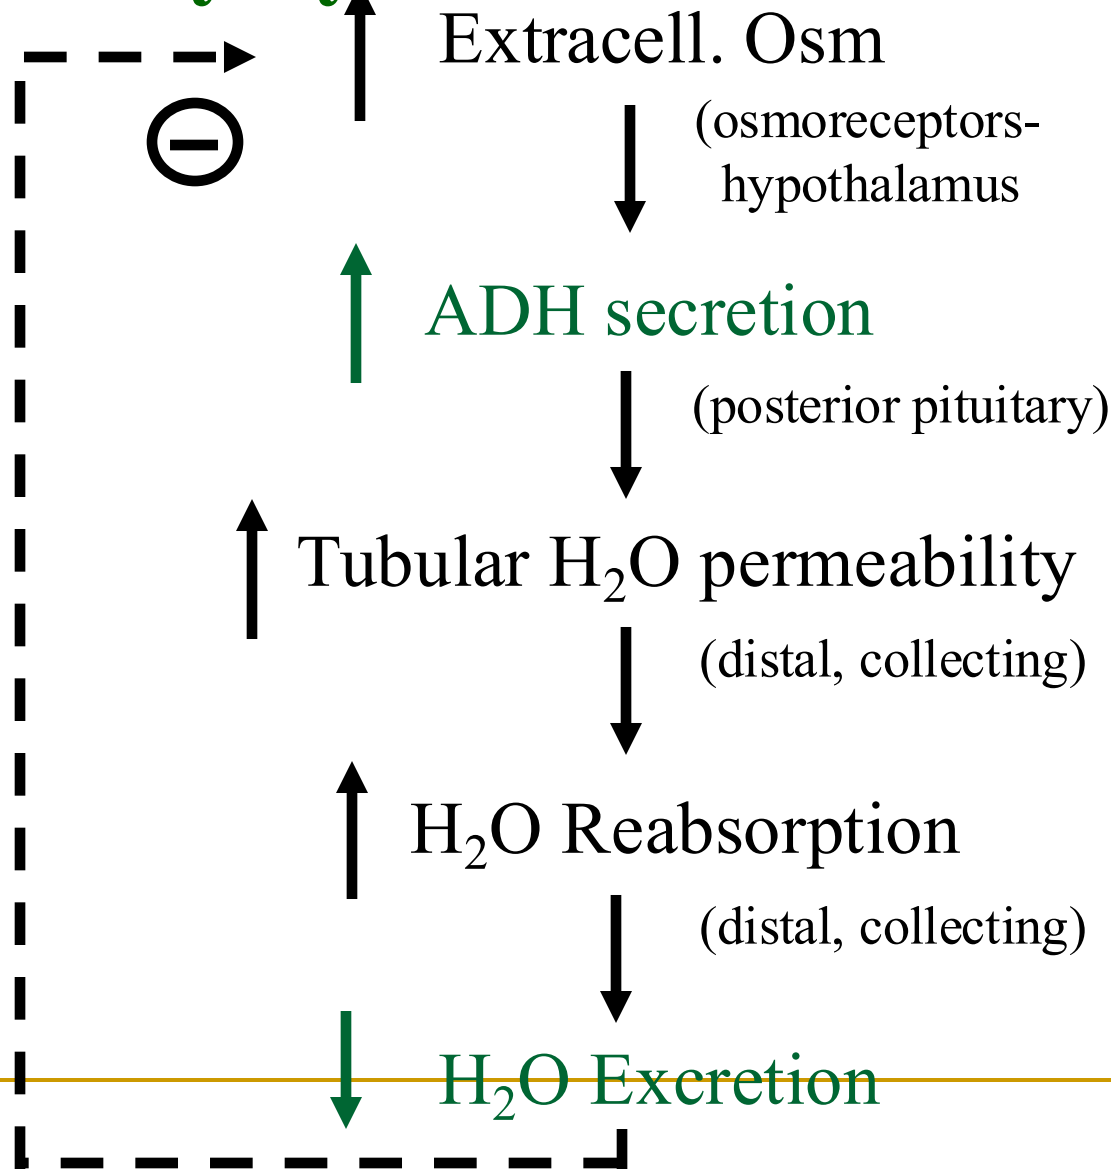 Extracell. Osm
(osmoreceptors-
hypothalamus
ADH secretion
(posterior pituitary)
Tubular H₂O permeability
(distal, collecting)
H₂O Reabsorption
(distal, collecting)
H₂O Excretion